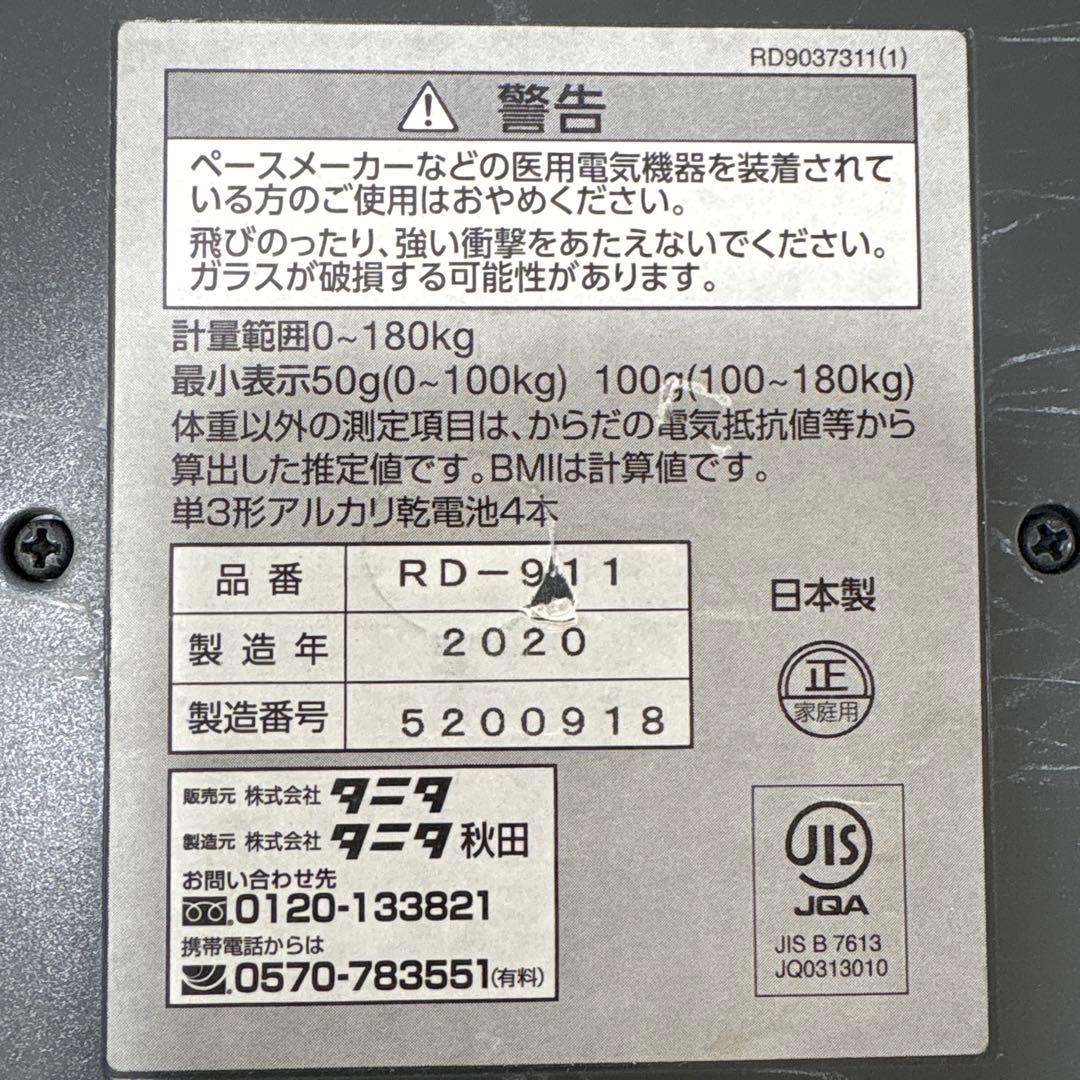 RD9037311(1)
警告
ペースメーカーなどの医用電気機器を装着されて
いる方のご使用はおやめください。
飛びのったり、強い衝撃をあたえないでください。
ガラスが破損する可能性があります。
計量範囲0~180kg
最小表示50g(0~100kg) 100g(100~180kg)
体重以外の測定項目は、からだの電気抵抗値等から
算出した推定値です。BMIは計算値です。
単3形アルカリ乾電池4本
品番 RD-911
製造年 2020
製造番号 5200918
日本製
正
家庭用
販売元 株式会社 タニタ
製造元 株式会社 タニタ秋田
お問い合わせ先
0120-133821
携帯電話からは
0570-783551(有料)
JIS
JQA
JIS B 7613
JQ0313010